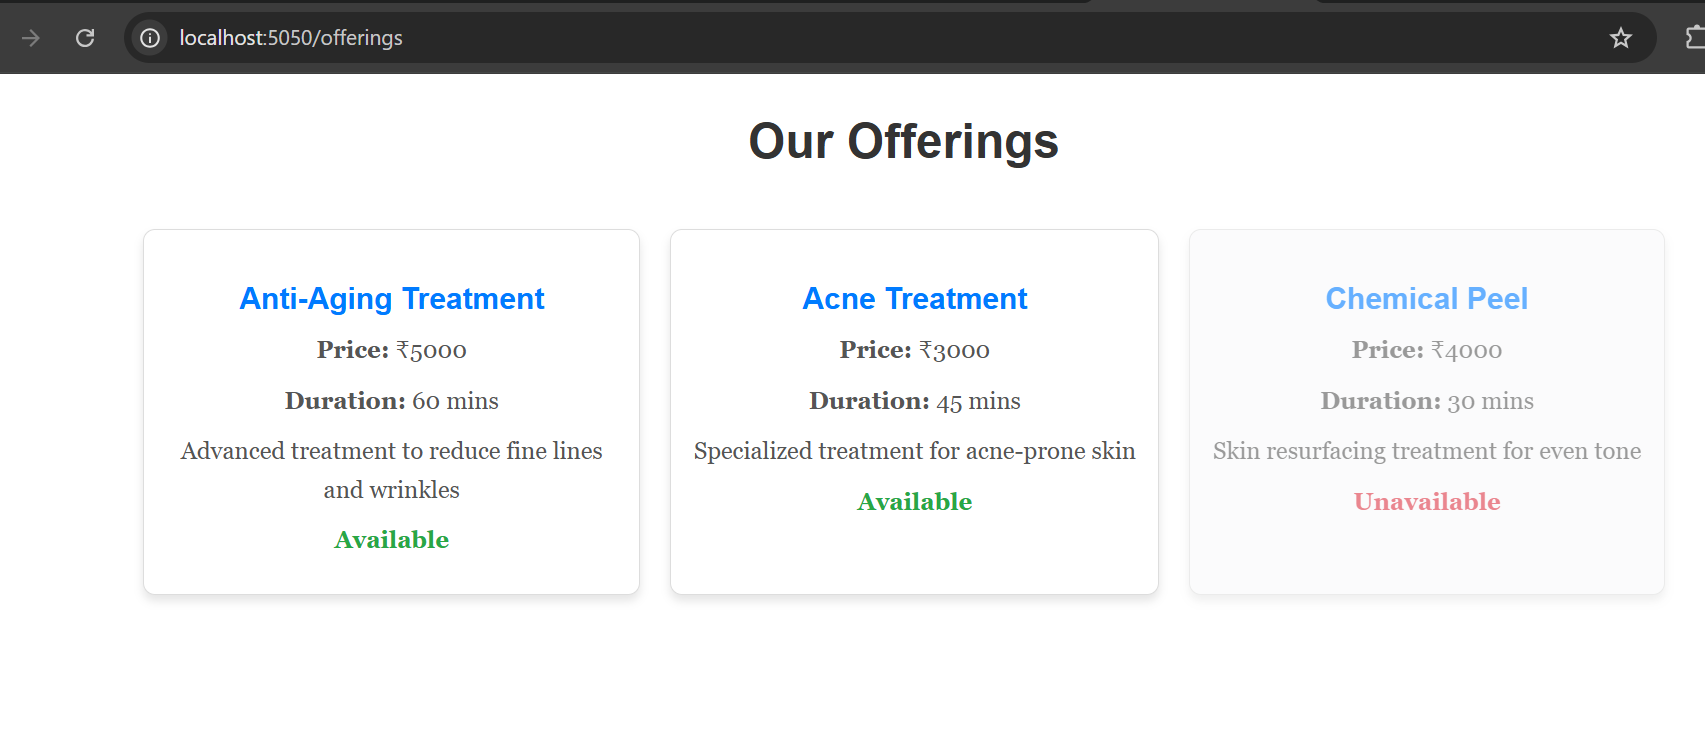 localhost:5050/offerings
Our Offerings
Anti-Aging Treatment
Price: ₹5000
Duration: 60 mins
Advanced treatment to reduce fine lines
and wrinkles
Available
Acne Treatment
Price: ₹3000
Duration: 45 mins
Specialized treatment for acne-prone skin
Available
Chemical Peel
Price: ₹4000
Duration: 30 mins
Skin resurfacing treatment for even tone
Unavailable